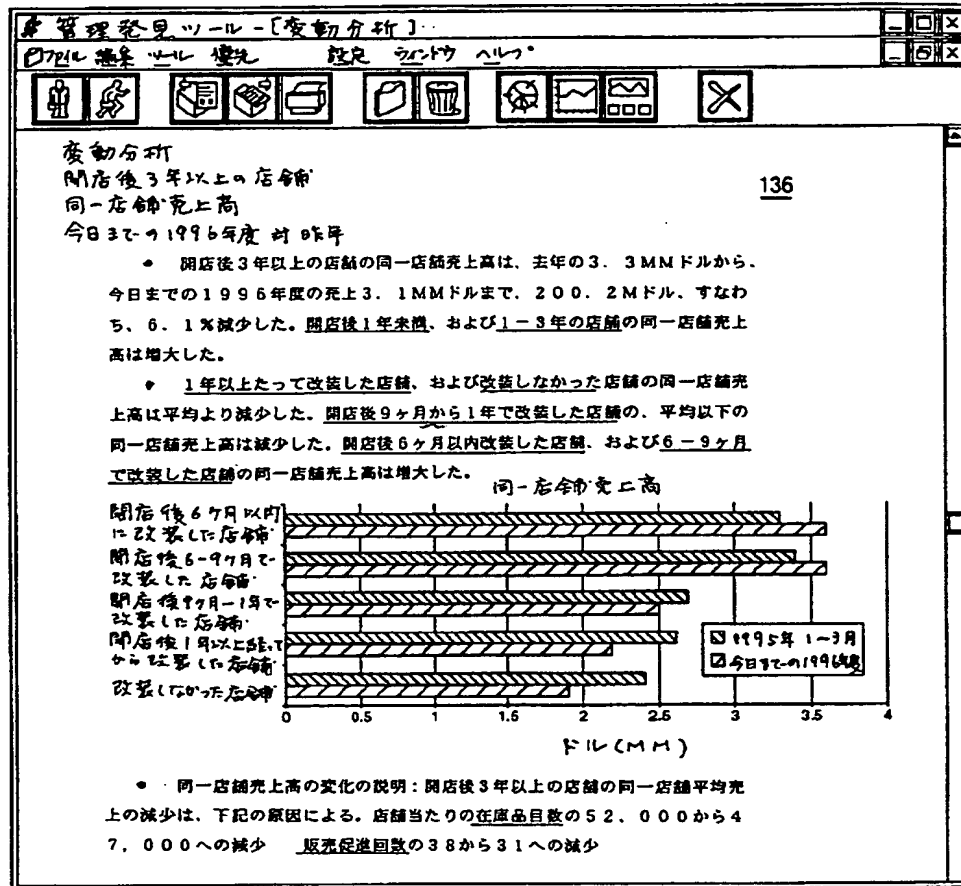 管理発見ツール-[変動分析]
ファイル 編集 ツール 優先 設定 ウィンドウ ヘルプ
変動分析
開店後3年以上の店舗
136
同一店舗売上高
今日までの1996年度 対 昨年
• 開店後3年以上の店舗の同一店舗売上高は、去年の3.3MMドルから、
今日までの1996年度の売上3.1MMドルまで、200.2Mドル、すなわ
ち、6.1%減少した。開店後1年未満、および1-3年の店舗の同一店舗売上
高は増大した。
• 1年以上たって改装した店舗、および改装しなかった店舗の同一店舗売
上高は平均より減少した。開店後9ヶ月から1年で改装した店舗の、平均以下の
同一店舗売上高は減少した。開店後6ヶ月以内改装した店舗、および6-9ヶ月
で改装した店舗の同一店舗売上高は増大した。
同一店舗売上高
開店後6ヶ月以内
に改装した店舗
開店後6-9ヶ月で
改装した店舗
開店後9ヶ月-1年で
改装した店舗
開店後1年以上経って
から改装した店舗
改装しなかった店舗
1995年 1〜3月
今日までの1996年度
0 0.5 1 1.5 2 2.5 3 3.5 4
ドル(MM)
• 同一店舗売上高の変化の説明:開店後3年以上の店舗の同一店舗平均売
上の減少は、下記の原因による。店舗当たりの在庫品目数の52,000から4
7,000への減少 販売促進回数の38から31への減少